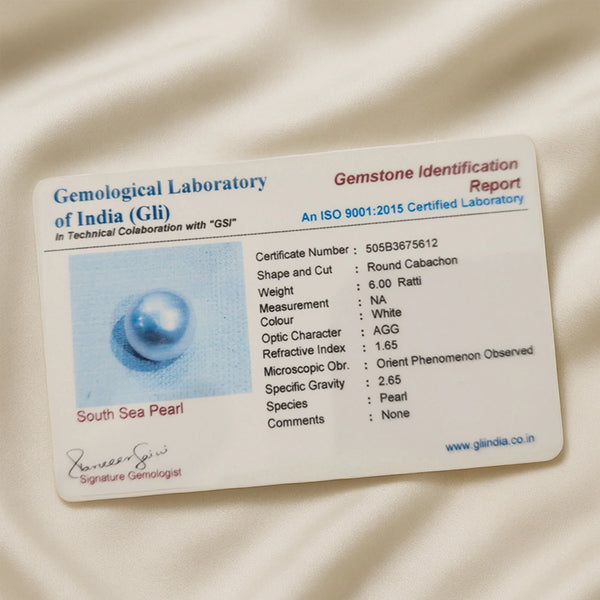 Gemological Laboratory
of India (Gli)
In Technical Colaboration with "GSI"
Gemstone Identification
Report
An ISO 9001:2015 Certified Laboratory
Certificate Number : 505B3675612
Shape and Cut : Round Cabachon
Weight : 6.00 Ratti
Measurement : NA
Colour : White
Optic Character : AGG
Refractive Index : 1.65
Microscopic Obr. : Orient Phenomenon Observed
Specific Gravity : 2.65
Species : Pearl
Comments : None
South Sea Pearl
Signature Gemologist
www.gliindia.co.in